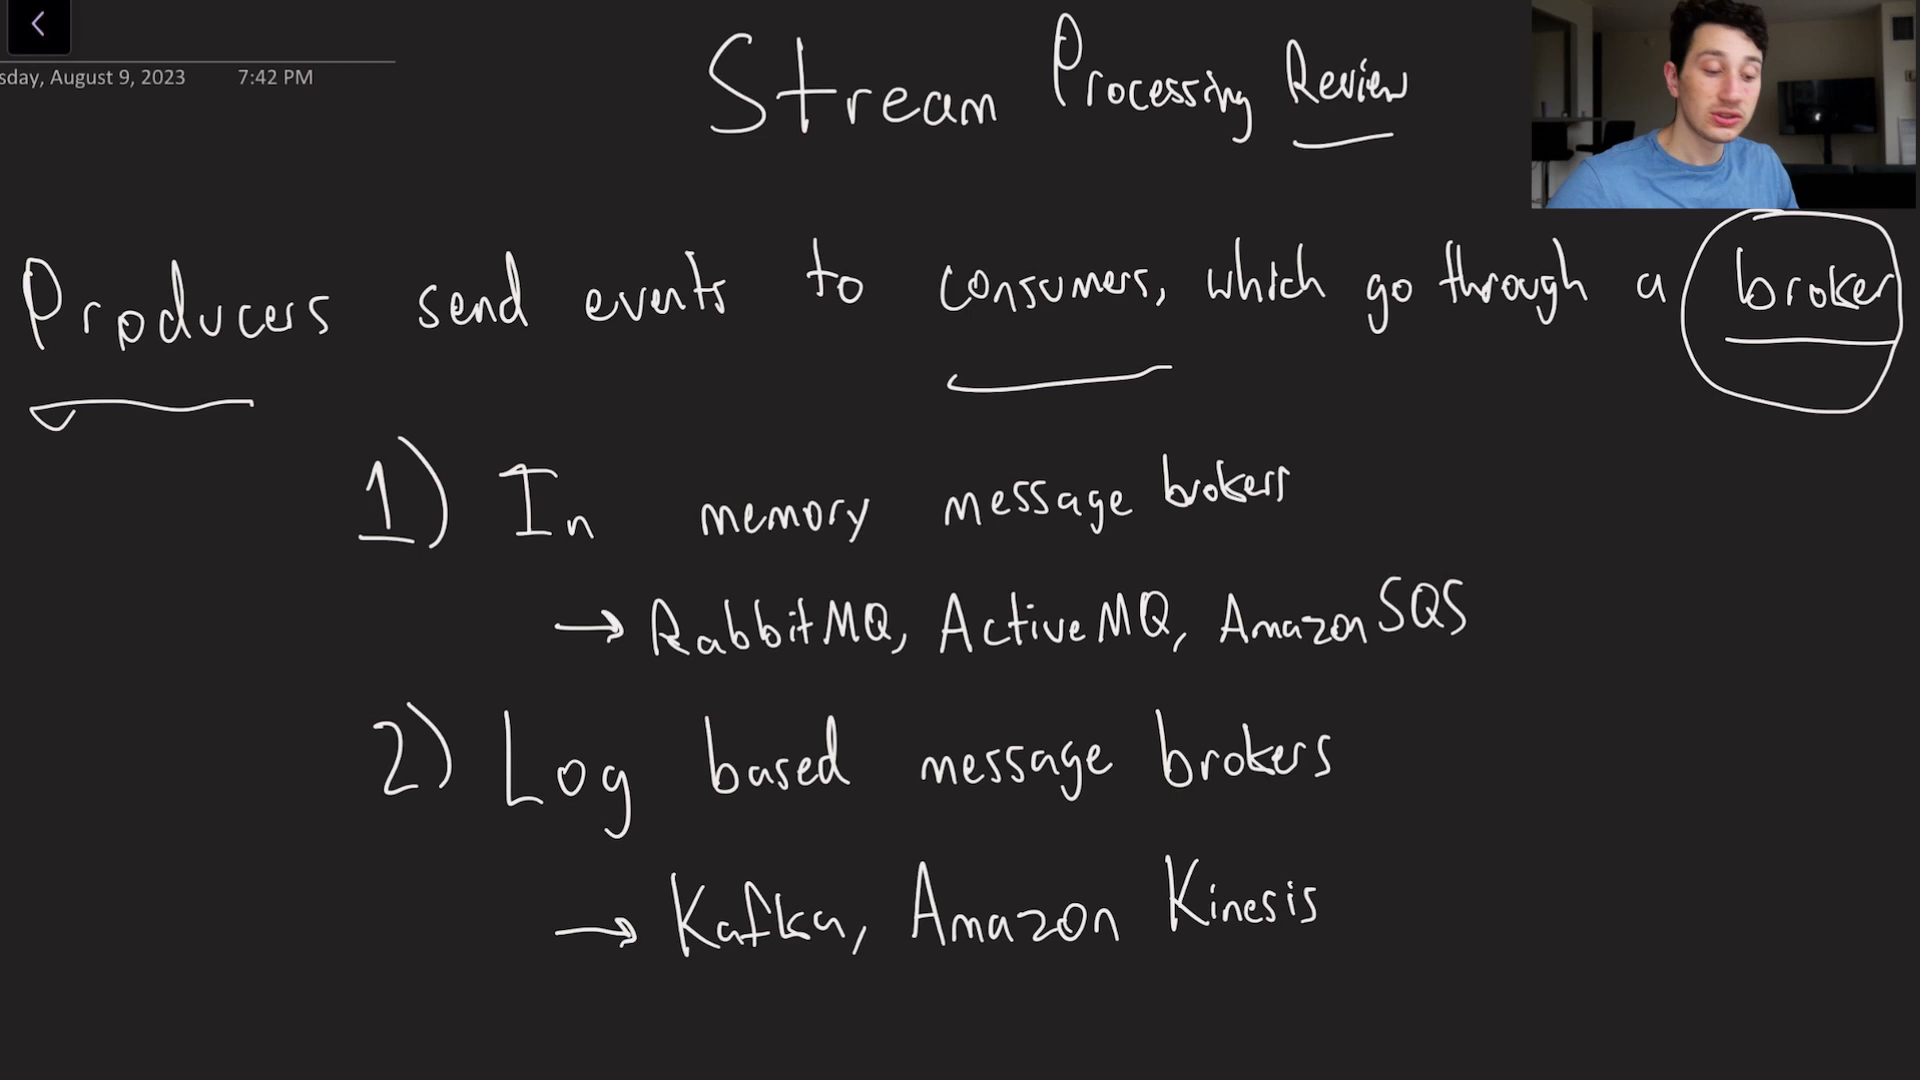 sday, August 9, 2023 7:42 PM
Stream Processing Review
Producers send events to consumers, which go through a broker
1) In memory message brokers
→ RabbitMQ, ActiveMQ, Amazon SQS
2) Log based message brokers
→ Kafka, Amazon Kinesis